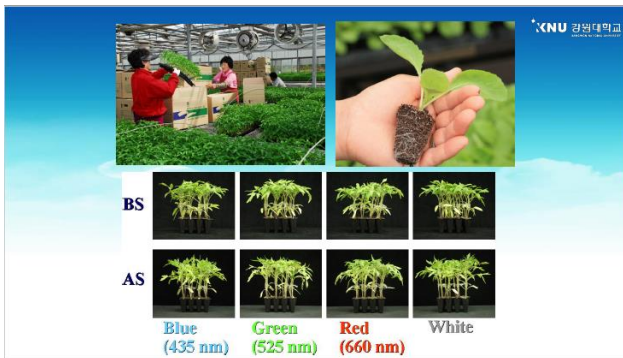 KNU 강원대학교
BS
AS
Blue
(435 nm)
Green
(525 nm)
Red
(660 nm)
White